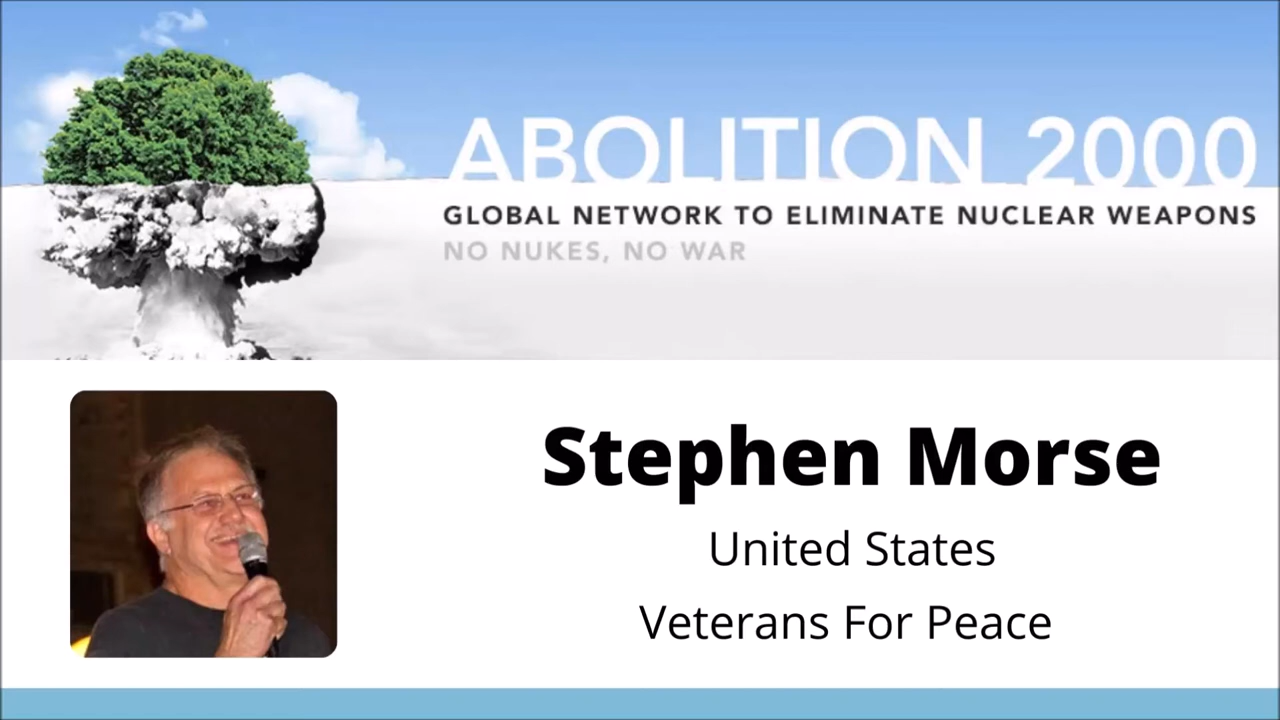 ABOLITION 2000
GLOBAL NETWORK TO ELIMINATE NUCLEAR WEAPONS
NO NUKES, NO WAR
Stephen Morse
United States
Veterans For Peace